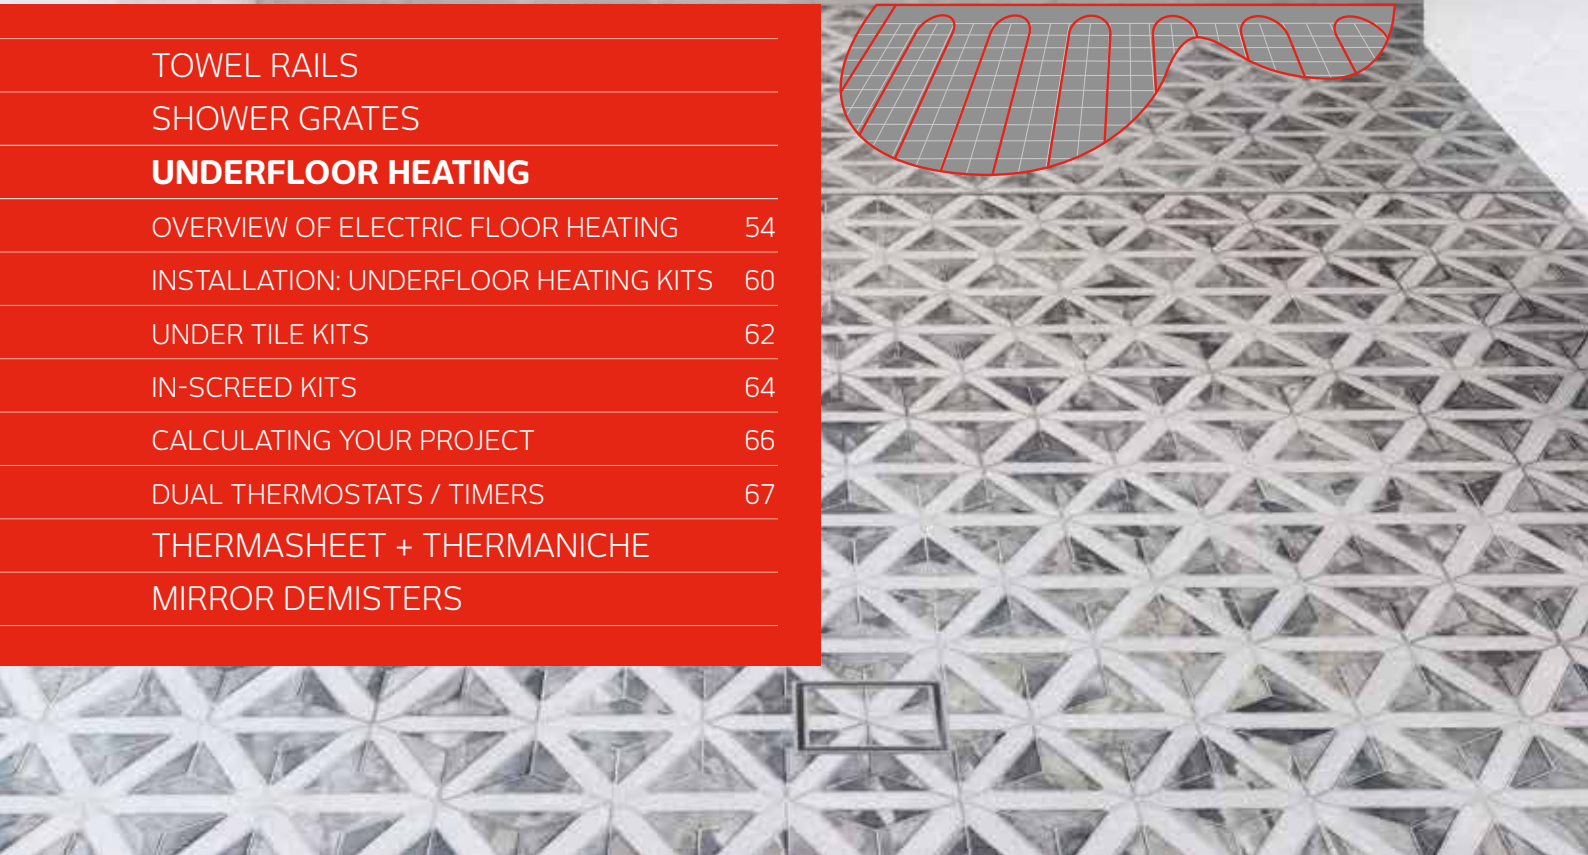 TOWEL RAILS
SHOWER GRATES
UNDERFLOOR HEATING
OVERVIEW OF ELECTRIC FLOOR HEATING 54
INSTALLATION: UNDERFLOOR HEATING KITS 60
UNDER TILE KITS 62
IN-SCREED KITS 64
CALCULATING YOUR PROJECT 66
DUAL THERMOSTATS / TIMERS 67
THERMASHEET + THERMANICHE
MIRROR DEMISTERS